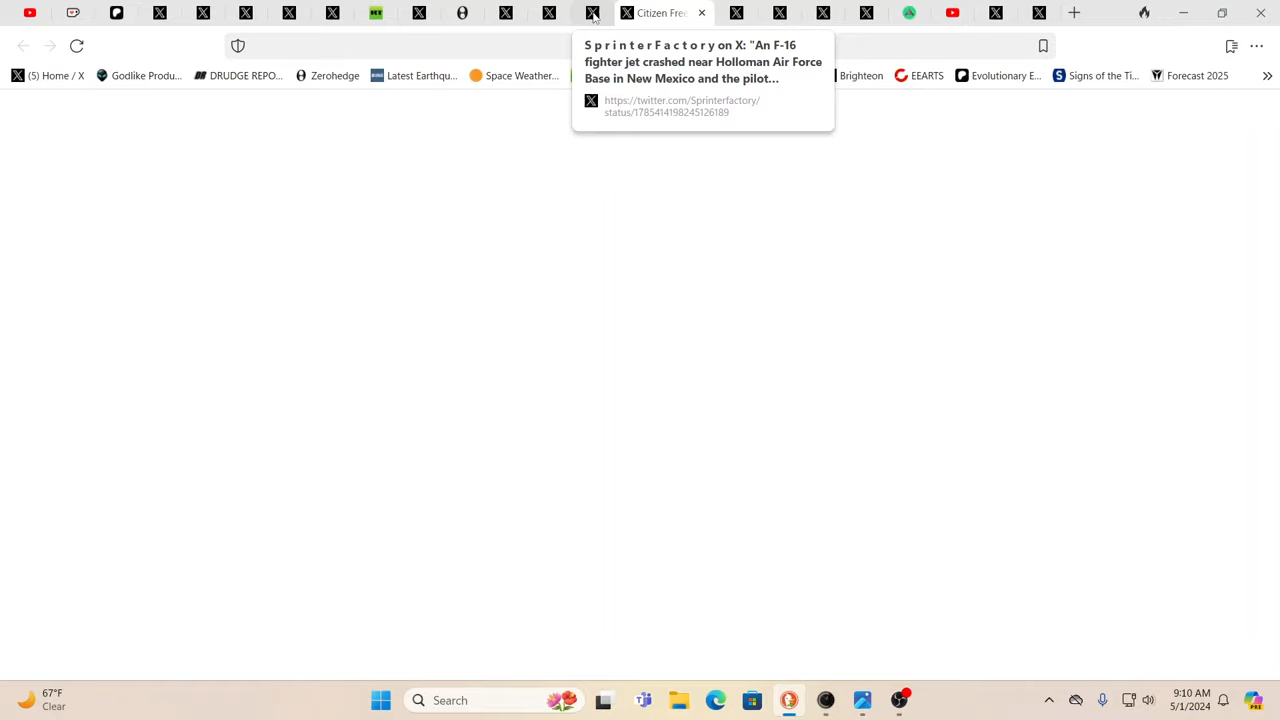 Citizen Free
S p r i n t e r F a c t o r y on X: "An F-16
fighter jet crashed near Holloman Air Force
Base in New Mexico and the pilot...
https://twitter.com/Sprinterfactory/
status/1785414198245126189
(5) Home / X
Godlike Produ...
DRUDGE REPO...
Zerohedge
Latest Earthqu...
Space Weather...
Brighteon
EEARTS
Evolutionary E...
Signs of the Ti...
Forecast 2025
67°F
Clear
Search
5:10 AM
5/1/2024